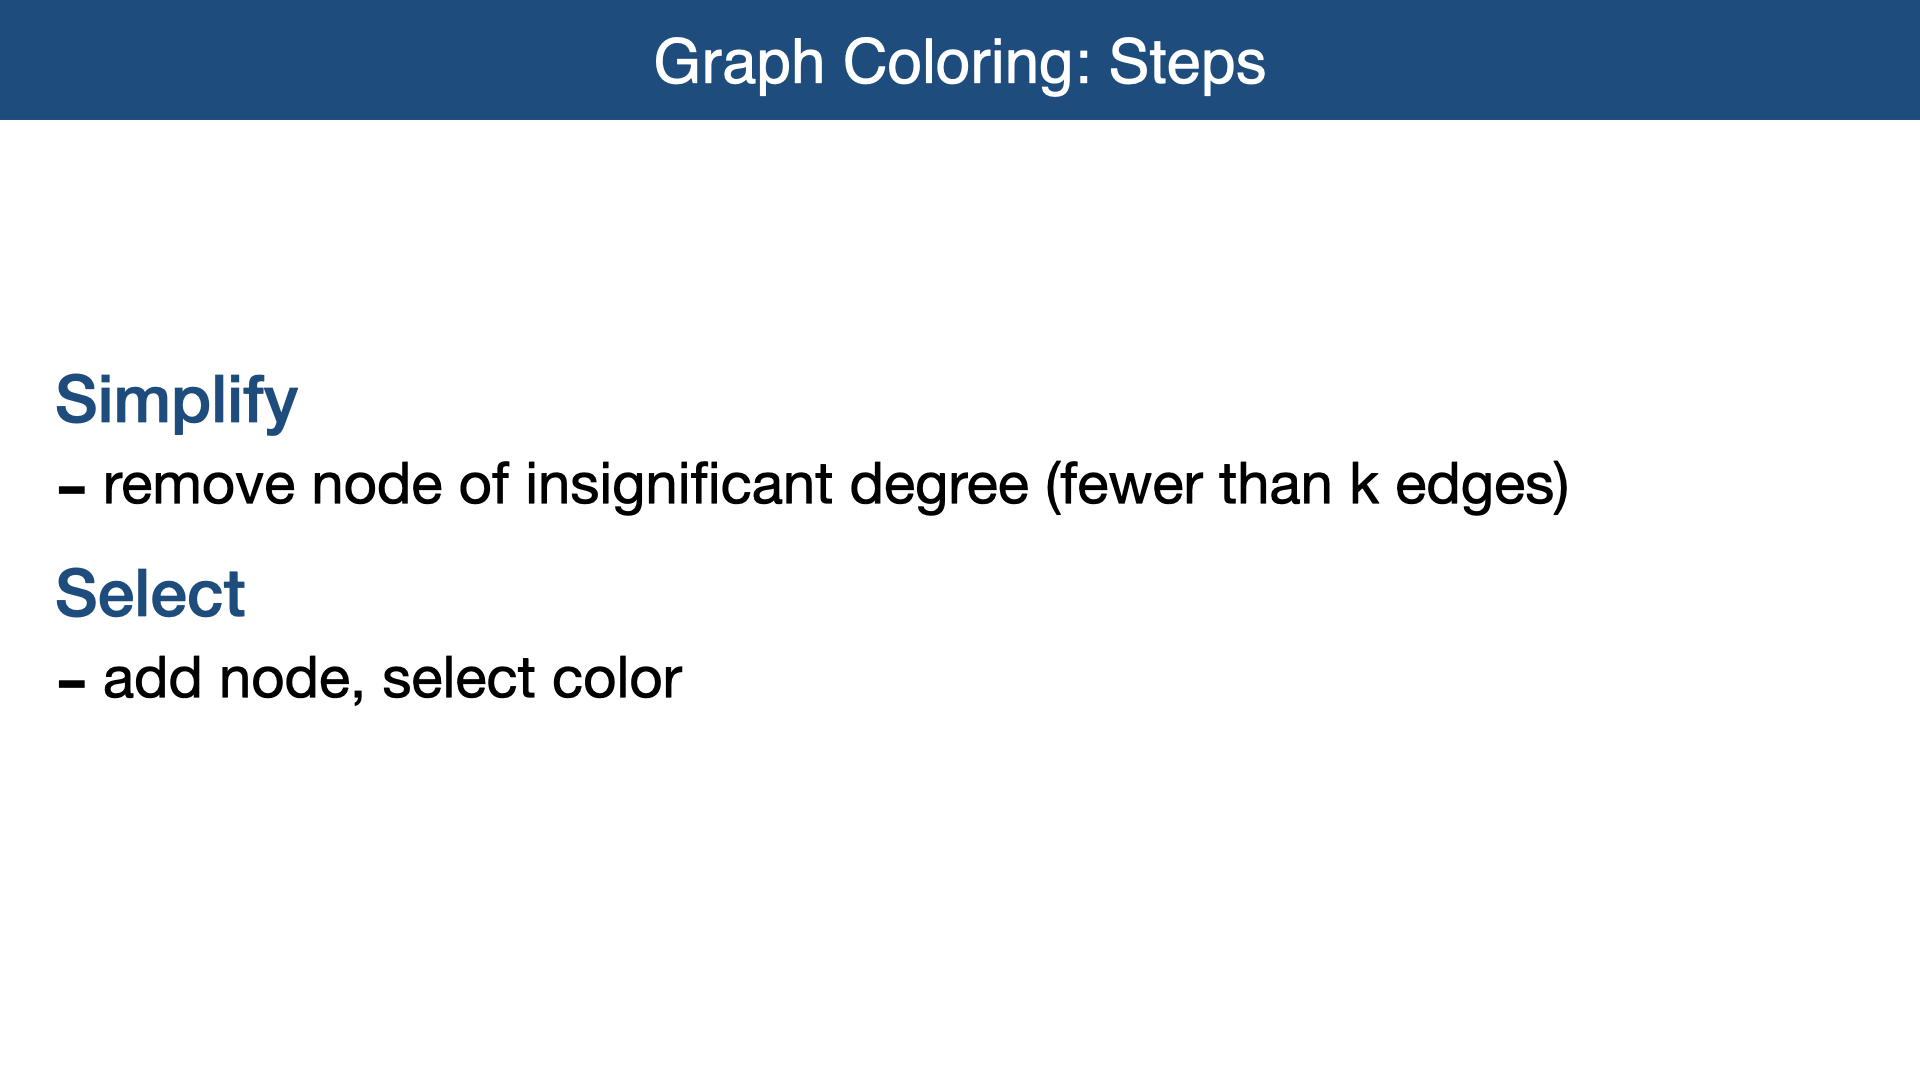 Graph Coloring: Steps
Simplify
- remove node of insignificant degree (fewer than k edges)
Select
- add node, select color